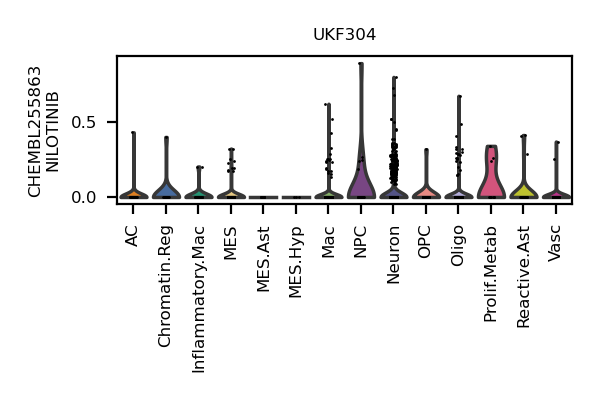 UKF304
CHEMBL255863
NILOTINIB
0.5
0.0
AC
Chromatin.Reg
Inflammatory.Mac
MES
MES.Ast
MES.Hyp
Mac
NPC
Neuron
OPC
Oligo
Prolif.Metab
Reactive.Ast
Vasc